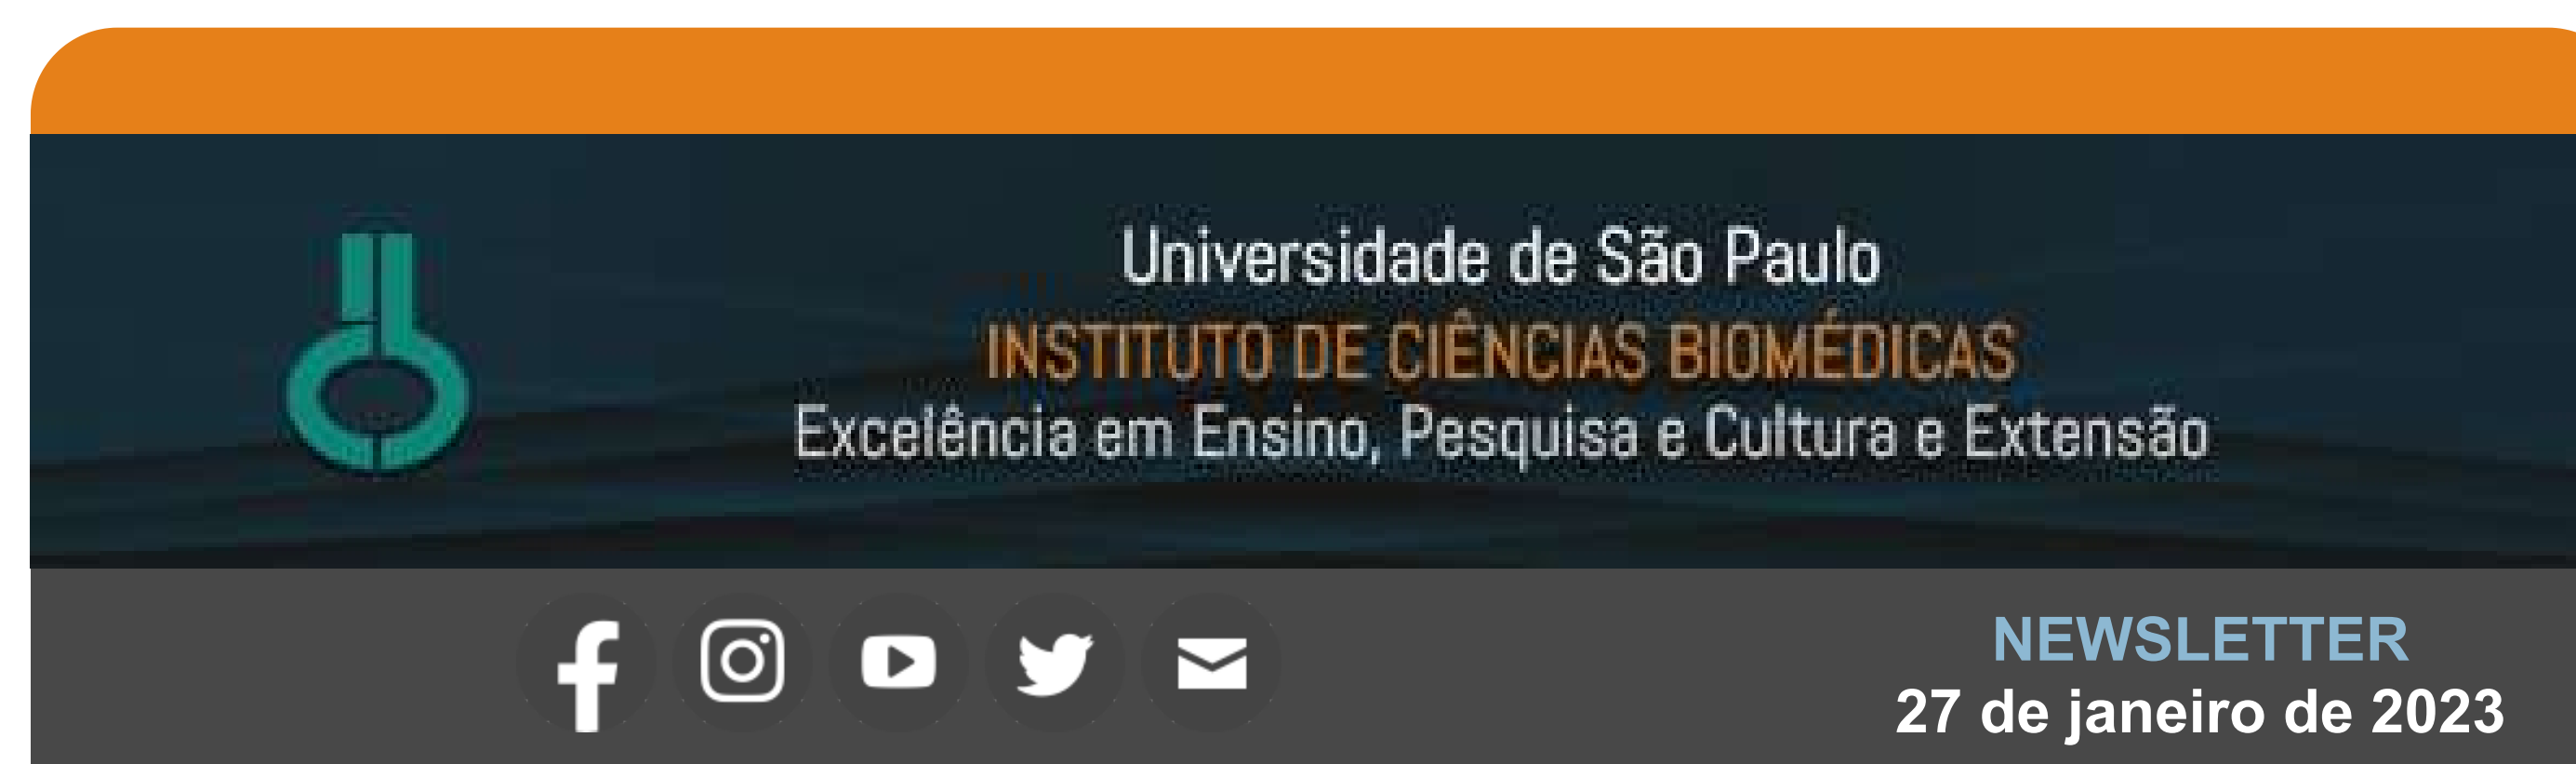 Universidade de São Paulo
INSTITUTO DE CIÊNCIAS BIOMÉDICAS
Excelência em Ensino, Pesquisa e Cultura e Extensão
NEWSLETTER
27 de janeiro de 2023